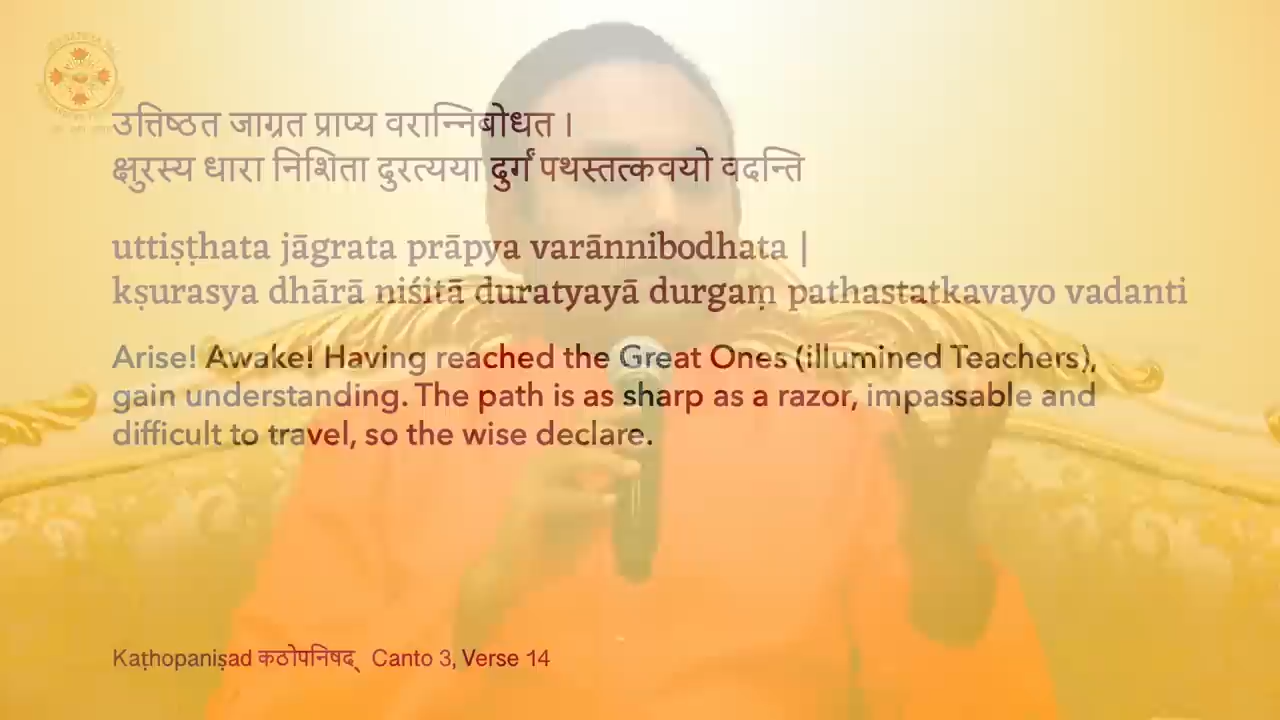 उत्तिष्ठत जाग्रत प्राप्य वरान्निबोधत ।
क्षुरस्य धारा निशिता दुरत्यया दुर्गं पथस्तत्कवयो वदन्ति
uttiṣṭhata jāgrata prāpya varānnibodhata |
kṣurasya dhārā niśitā duratyayā durgaṃ pathastatkavayo vadanti
Arise! Awake! Having reached the Great Ones (illumined Teachers),
gain understanding. The path is as sharp as a razor, impassable and
difficult to travel, so the wise declare.
Kaṭhopaniṣad कठोपनिषद् Canto 3, Verse 14